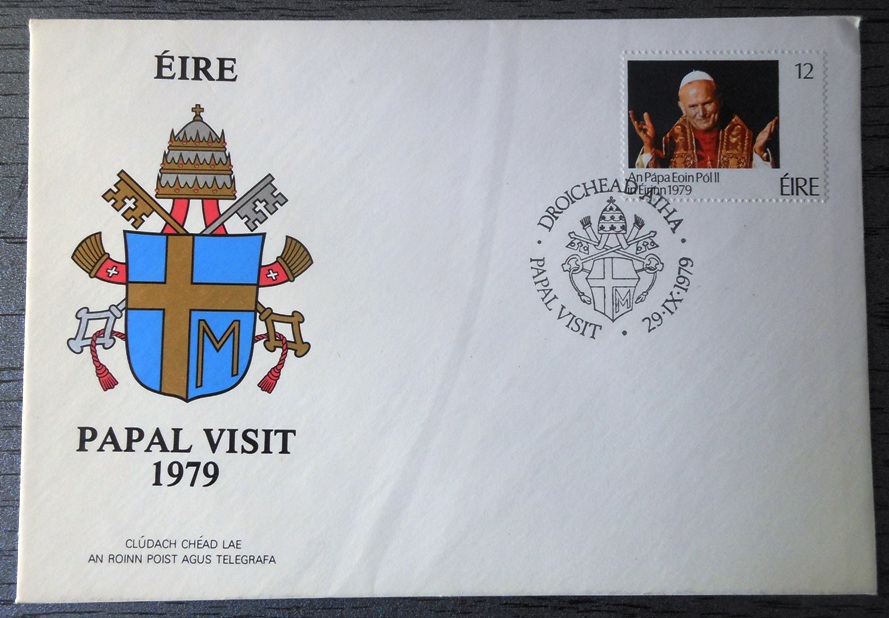 ÉIRE
PAPAL VISIT
1979
CLÚDACH CHÉAD LAE
AN ROINN POIST AGUS TELEGRAFA
12
An Pápa Eoin Pól II
in Éirinn 1979
ÉIRE
DROICHEAD ÁTHA
PAPAL VISIT
29·IX·1979